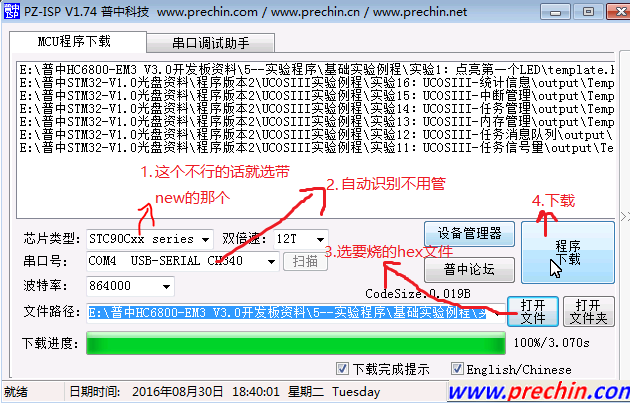 PZ-ISP V1.74 普中科技  www.prechin.com / www.prechin.cn / www.prechin.net
MCU程序下载
串口调试助手
E:\普中HC6800-EM3 V3.0开发板资料\5--实验程序\基础实验例程\实验1：点亮第一个LED\template.h
E:\普中STM32-V1.0光盘资料\程序版本2\UCOSIII实验例程\实验16：UCOSIII-统计信息\output\Temp
E:\普中STM32-V1.0光盘资料\程序版本2\UCOSIII实验例程\实验15：UCOSIII-中断管理\output\Temp
E:\普中STM32-V1.0光盘资料\程序版本2\UCOSIII实验例程\实验14：UCOSIII-任务管理\output\Temp
E:\普中STM32-V1.0光盘资料\程序版本2\UCOSIII实验例程\实验13：UCOSIII-内存管理\output\Temp
E:\普中STM32-V1.0光盘资料\程序版本2\UCOSIII实验例程\实验12：UCOSIII-任务消息队列\output\
E:\普中STM32-V1.0光盘资料\程序版本2\UCOSIII实验例程\实验11：UCOSIII-任务信号量\output\Te
1.这个不行的话就选带
new的那个
2.自动识别不用管
4.下载
芯片类型: STC90Cxx series 双倍速: 12T
设备管理器
程序
下载
串口号: COM4 USB-SERIAL CH340 扫描
3.选要烧的hex文件
普中论坛
波特率: 864000
CodeSize:0.019B
文件路径: E:\普中HC6800-EM3 V3.0开发板资料\5--实验程序\基础实验例程\实
打开
文件
打开
文件夹
下载进度: 100%/3.070s
下载完成提示
English/Chinese
就绪
日期时间: 2016年08月30日 18:40:01 星期二 Tuesday
www.prechin.com